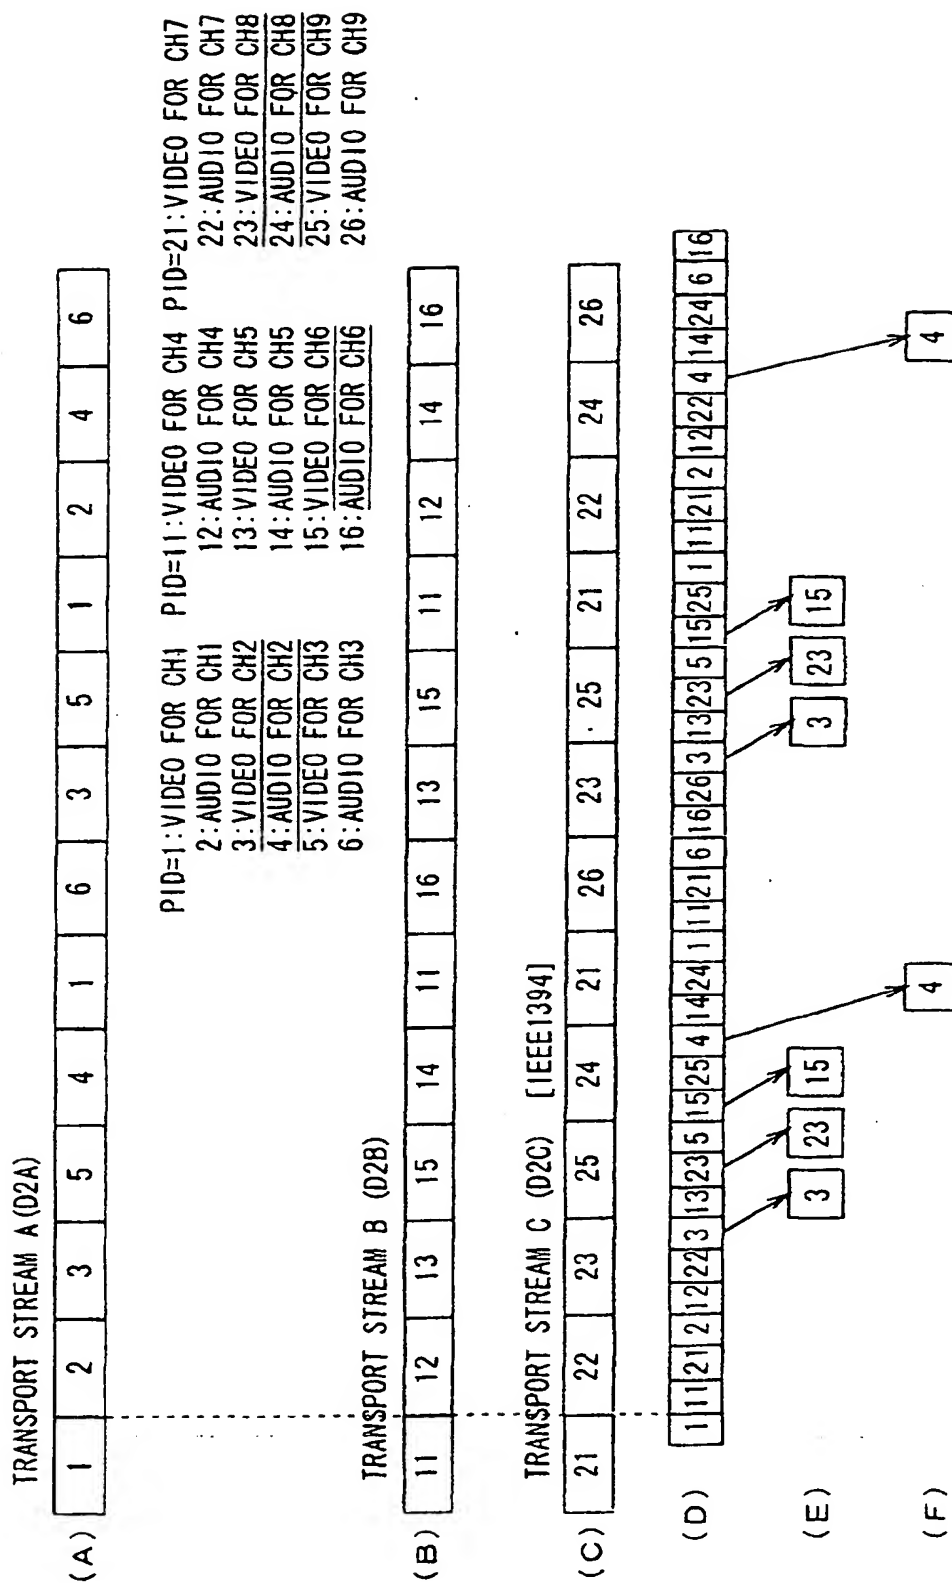 TRANSPORT STREAM A (D2A)
(A) 1 2 3 5 4 1 6 3 5 1 2 4 6
PID=1:VIDEO FOR CH1 PID=11:VIDEO FOR CH4 PID=21:VIDEO FOR CH7
2:AUDIO FOR CH1 12:AUDIO FOR CH4 22:AUDIO FOR CH7
3:VIDEO FOR CH2 13:VIDEO FOR CH5 23:VIDEO FOR CH8
4:AUDIO FOR CH2 14:AUDIO FOR CH5 24:AUDIO FOR CH8
5:VIDEO FOR CH3 15:VIDEO FOR CH6 25:VIDEO FOR CH9
6:AUDIO FOR CH3 16:AUDIO FOR CH6 26:AUDIO FOR CH9
TRANSPORT STREAM B (D2B)
(B) 11 12 13 15 14 11 16 13 15 11 12 14 16
TRANSPORT STREAM C (D2C) [IEEE1394]
(C) 21 22 23 25 24 21 26 23 25 21 22 24 26
(D) 1 11 21 2 12 22 3 13 23 5 15 25 4 14 24 1 11 21 6 16 26 3 13 23 5 15 25 1 11 21 2 12 22 4 14 24 6 16
(E) 3 23 15 3 23 15
(F) 4 4